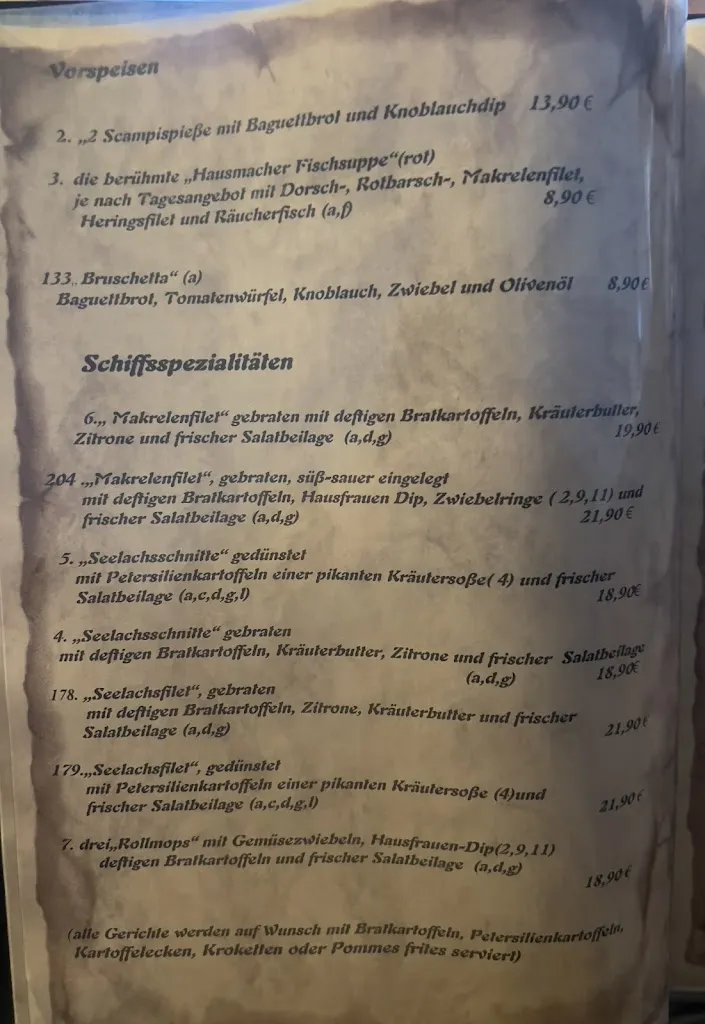 Vorspeisen
2. „2 Scampispieße mit Baguettbrot und Knoblauchdip 13,90 €
3. die berühmte „Hausmacher Fischsuppe“(rot)
je nach Tagesangebot mit Dorsch-, Rotbarsch-, Makrelenfilet,
Heringsfilet und Räucherfisch (a,f) 8,90 €
133„ Bruschetta“ (a)
Baguettbrot, Tomatenwürfel, Knoblauch, Zwiebel und Olivenöl 8,90€
Schiffsspezialitäten
6.„ Makrelenfilet“ gebraten mit deftigen Bratkartoffeln, Kräuterbutter,
Zitrone und frischer Salatbeilage (a,d,g) 19,90€
204 .„Makrelenfilet“, gebraten, süß-sauer eingelegt
mit deftigen Bratkartoffeln, Hausfrauen Dip, Zwiebelringe ( 2,9,11) und
frischer Salatbeilage (a,d,g) 21,90 €
5. „Seelachsschnitte“ gedünstet
mit Petersilienkartoffeln einer pikanten Kräutersoße( 4) und frischer
Salatbeilage (a,c,d,g,l) 18,90€
4. „Seelachsschnitte“ gebraten
mit deftigen Bratkartoffeln, Kräuterbutter, Zitrone und frischer Salatbeilage
(a,d,g) 18,90€
178. „Seelachsfilet“, gebraten
mit deftigen Bratkartoffeln, Zitrone, Kräuterbutter und frischer
Salatbeilage (a,d,g) 21,90€
179.„Seelachsfilet“, gedünstet
mit Petersilienkartoffeln einer pikanten Kräutersoße (4)und
frischer Salatbeilage (a,c,d,g,l) 21,90€
7. drei„Rollmops“ mit Gemüsezwiebeln, Hausfrauen-Dip(2,9,11)
deftigen Bratkartoffeln und frischer Salatbeilage (a,d,g)
18,90€
(alle Gerichte werden auf Wunsch mit Bratkartoffeln, Petersilienkartoffeln,
Kartoffelecken, Kroketten oder Pommes frites serviert)